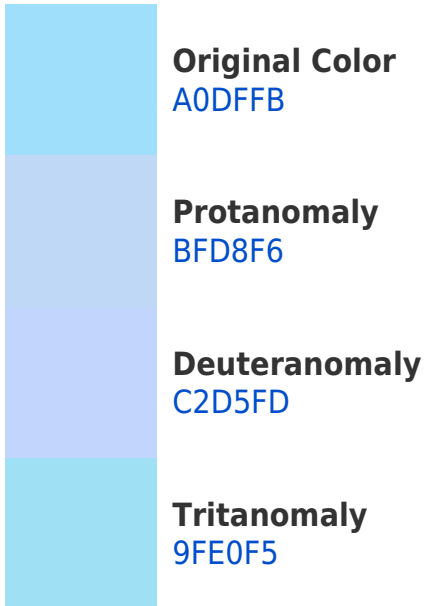 Original Color
A0DFFB
Protanomaly
BFD8F6
Deuteranomaly
C2D5FD
Tritanomaly
9FE0F5